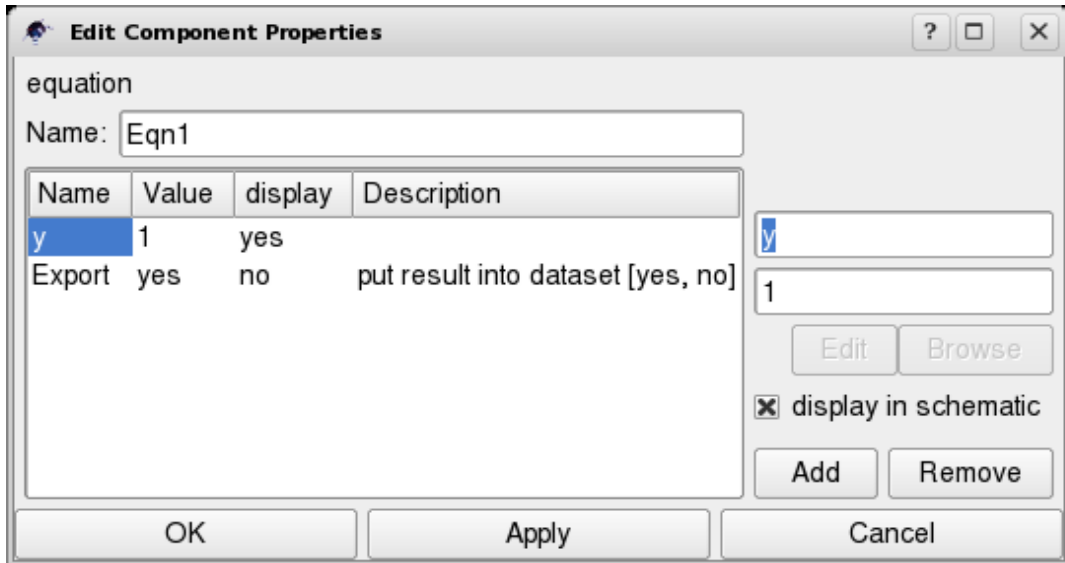 Edit Component Properties ?
equation
Name: Eqn1
Name Value display Description
y 1 yes
Export yes no put result into dataset [yes, no]
y
1
Edit Browse
display in schematic
Add Remove
OK Apply Cancel